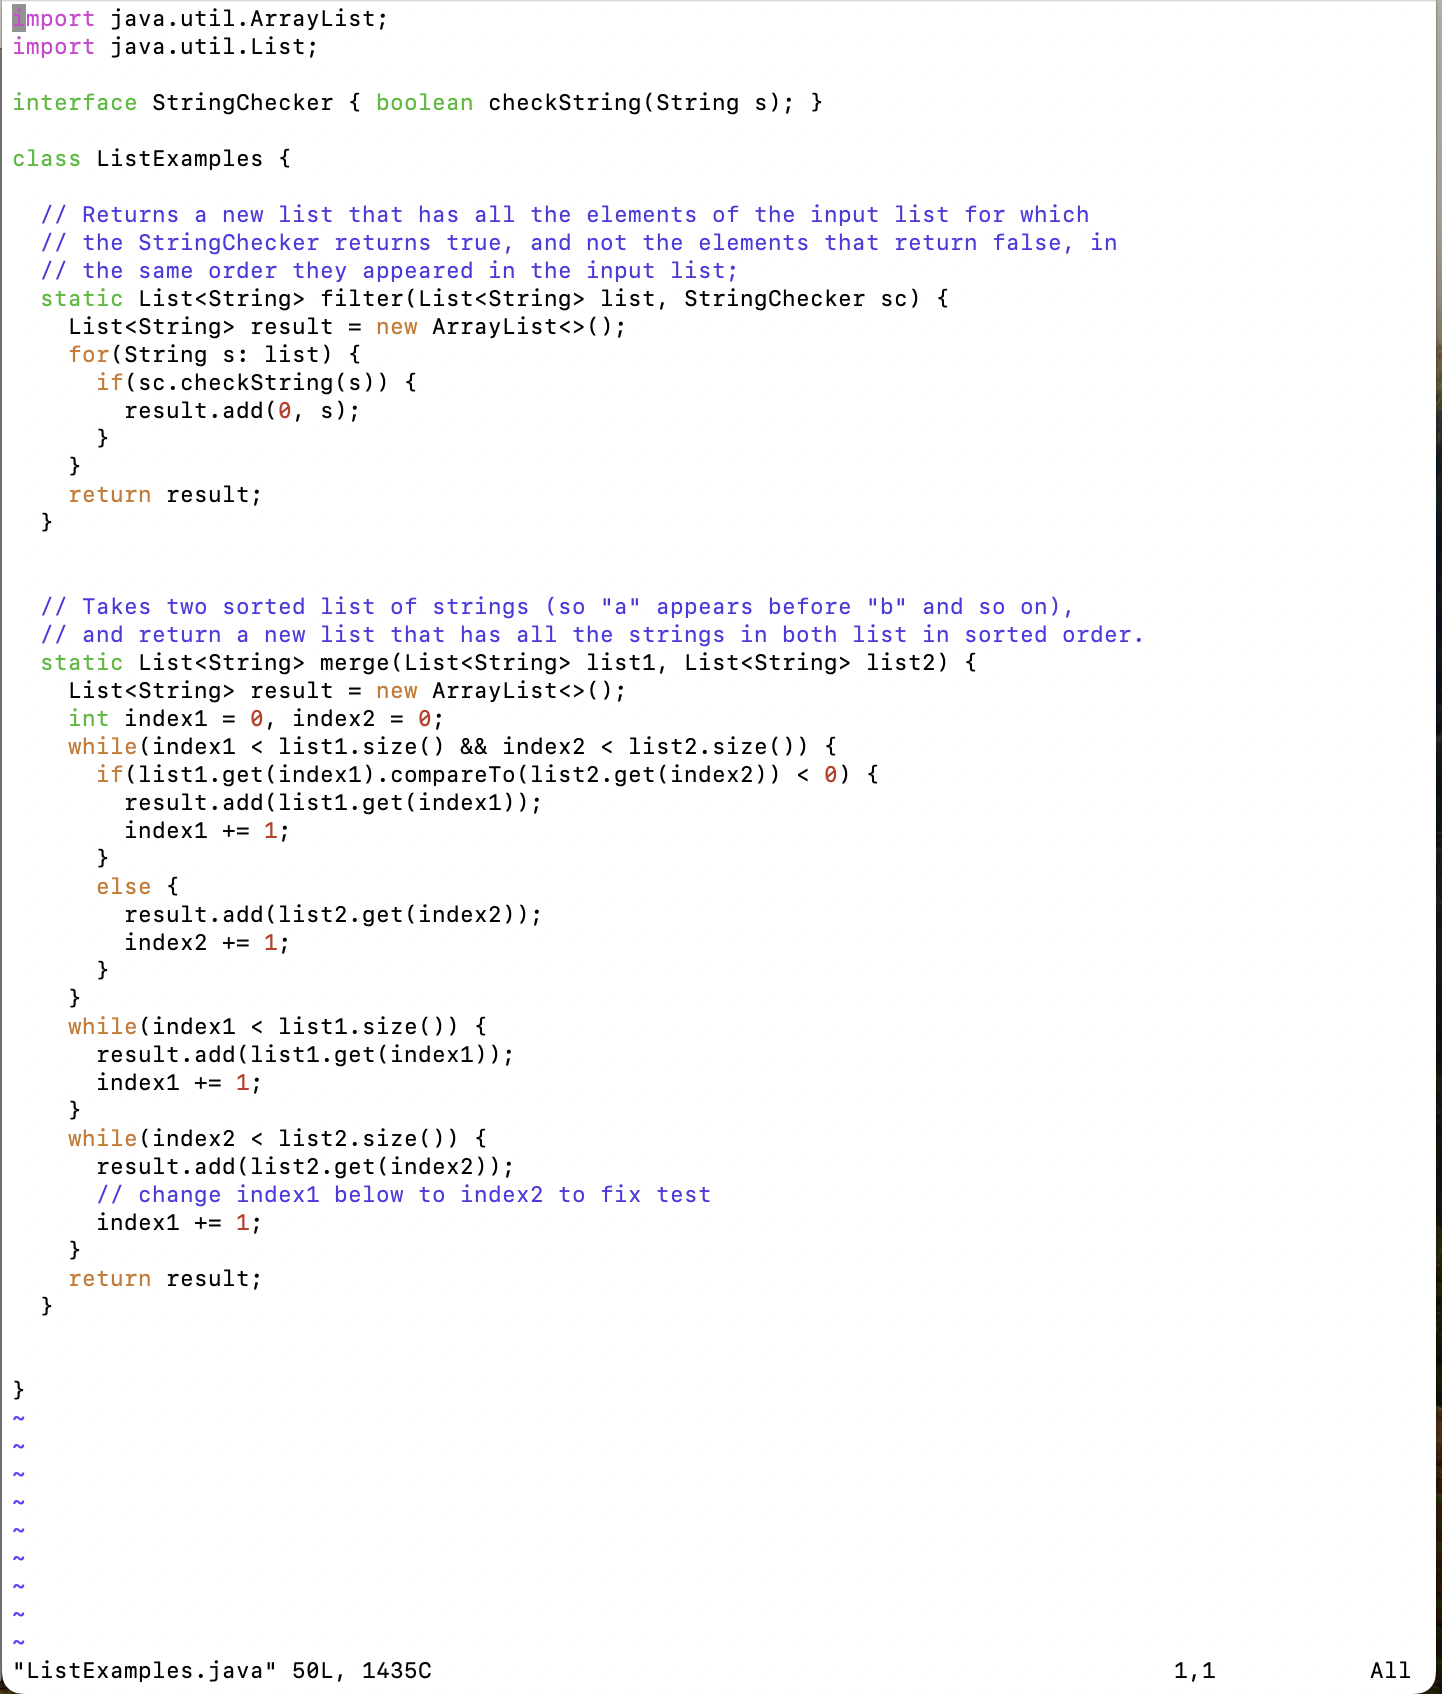 import java.util.ArrayList;
import java.util.List;

interface StringChecker { boolean checkString(String s); }

class ListExamples {

  // Returns a new list that has all the elements of the input list for which
  // the StringChecker returns true, and not the elements that return false, in
  // the same order they appeared in the input list;
  static List<String> filter(List<String> list, StringChecker sc) {
    List<String> result = new ArrayList<>();
    for(String s: list) {
      if(sc.checkString(s)) {
        result.add(0, s);
      }
    }
    return result;
  }


  // Takes two sorted list of strings (so "a" appears before "b" and so on),
  // and return a new list that has all the strings in both list in sorted order.
  static List<String> merge(List<String> list1, List<String> list2) {
    List<String> result = new ArrayList<>();
    int index1 = 0, index2 = 0;
    while(index1 < list1.size() && index2 < list2.size()) {
      if(list1.get(index1).compareTo(list2.get(index2)) < 0) {
        result.add(list1.get(index1));
        index1 += 1;
      }
      else {
        result.add(list2.get(index2));
        index2 += 1;
      }
    }
    while(index1 < list1.size()) {
      result.add(list1.get(index1));
      index1 += 1;
    }
    while(index2 < list2.size()) {
      result.add(list2.get(index2));
      // change index1 below to index2 to fix test
      index1 += 1;
    }
    return result;
  }


}
~
~
~
~
~
~
~
~
~
"ListExamples.java" 50L, 1435C 1,1 All